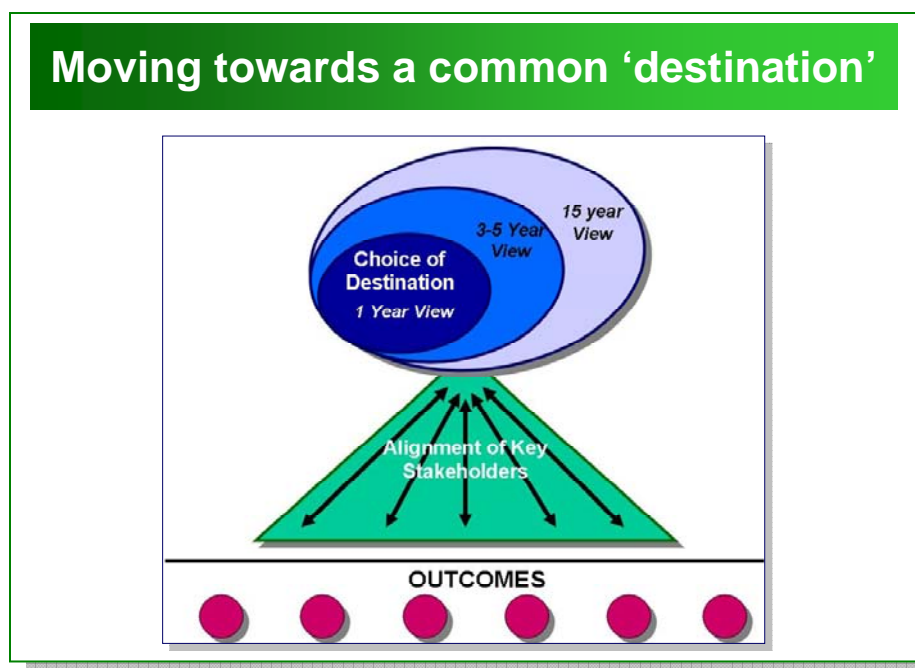 Moving towards a common ‘destination’
15 year
View
3-5 Year
View
Choice of
Destination
1 Year View
Alignment of Key
Stakeholders
OUTCOMES